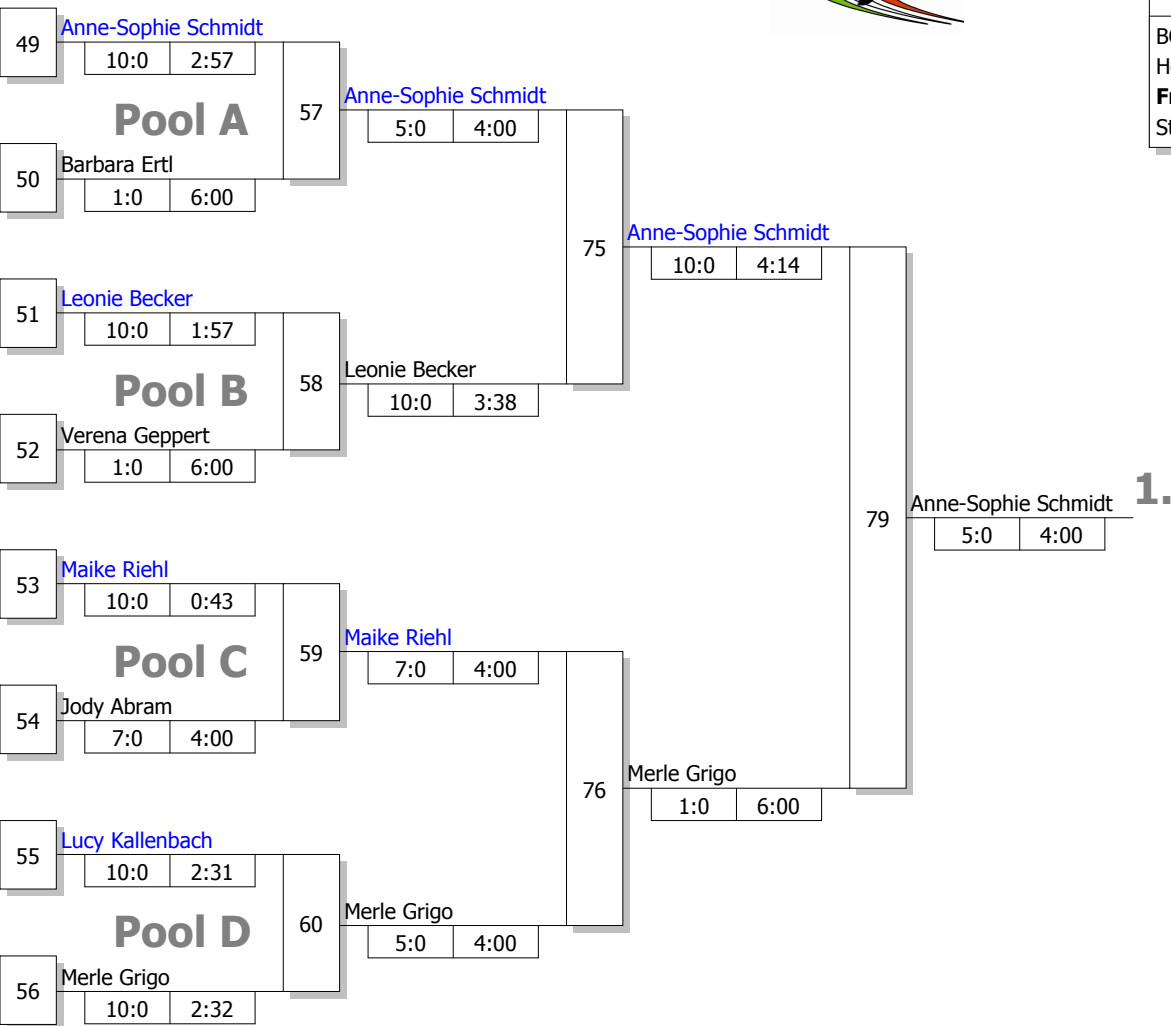 49
Anne-Sophie Schmidt
10:0 2:57
Pool A
57
Anne-Sophie Schmidt
5:0 4:00
50
Barbara Ertl
1:0 6:00
75
Anne-Sophie Schmidt
10:0 4:14
51
Leonie Becker
10:0 1:57
Pool B
58
Leonie Becker
10:0 3:38
52
Verena Geppert
1:0 6:00
79
Anne-Sophie Schmidt
5:0 4:00
1.
53
Maike Riehl
10:0 0:43
Pool C
59
Maike Riehl
7:0 4:00
54
Jody Abram
7:0 4:00
76
Merle Grigo
1:0 6:00
55
Lucy Kallenbach
10:0 2:31
Pool D
60
Merle Grigo
5:0 4:00
56
Merle Grigo
10:0 2:32